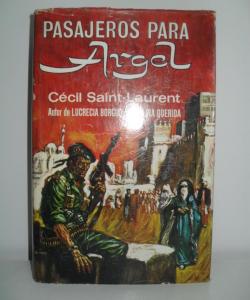 PASAJEROS PARA
Argel
Cécil Saint-Laurent
Autor de LUCRECIA BORGIA QUERIDA